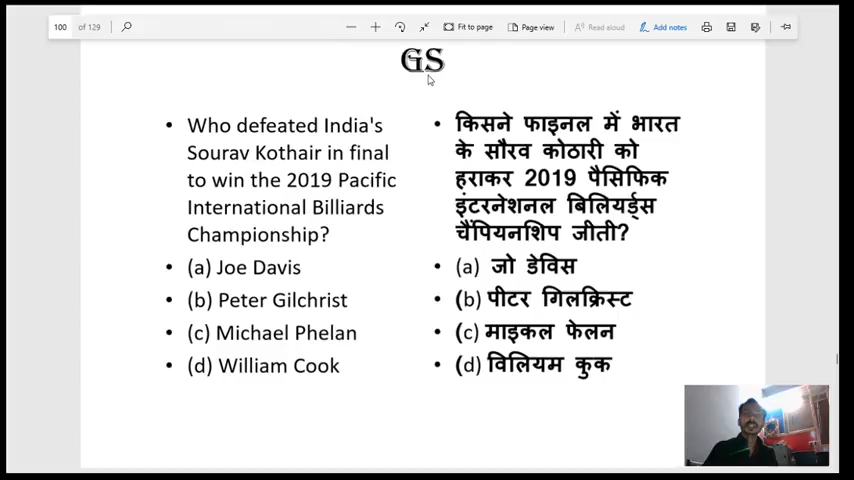 100 of 129 Fit to page Page view Read aloud Add notes
GS
• Who defeated India's
Sourav Kothair in final
to win the 2019 Pacific
International Billiards
Championship?
• (a) Joe Davis
• (b) Peter Gilchrist
• (c) Michael Phelan
• (d) William Cook
• किसने फाइनल में भारत
के सौरव कोठारी को
हराकर 2019 पैसिफिक
इंटरनेशनल बिलियर्ड्स
चैंपियनशिप जीती?
• (a) जो डेविस
• (b) पीटर गिलक्रिस्ट
• (c) माइकल फेलन
• (d) विलियम कुक